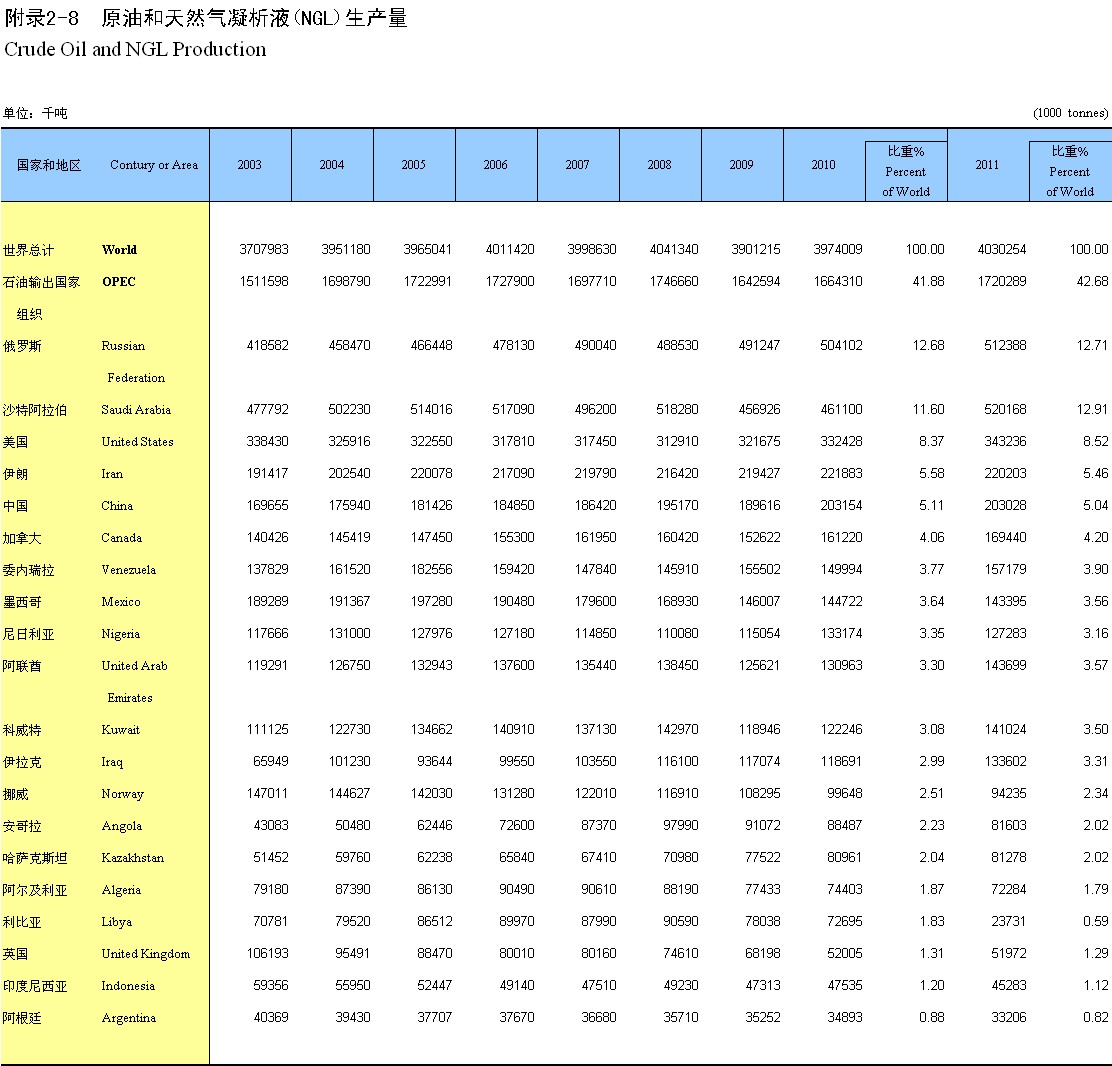 附录2-8 原油和天然气凝析液(NGL)生产量
Crude Oil and NGL Production
单位：千吨 (1000 tonnes)
国家和地区 Contury or Area 2003 2004 2005 2006 2007 2008 2009 2010 比重% Percent of World 2011 比重% Percent of World
世界总计 World 3707983 3951180 3965041 4011420 3998630 4041340 3901215 3974009 100.00 4030254 100.00
石油输出国家 OPEC 1511598 1698790 1722991 1727900 1697710 1746660 1642594 1664310 41.88 1720289 42.68
组织
俄罗斯 Russian 418582 458470 466448 478130 490040 488530 491247 504102 12.68 512388 12.71
Federation
沙特阿拉伯 Saudi Arabia 477792 502230 514016 517090 496200 518280 456926 461100 11.60 520168 12.91
美国 United States 338430 325916 322550 317810 317450 312910 321675 332428 8.37 343236 8.52
伊朗 Iran 191417 202540 220078 217090 219790 216420 219427 221883 5.58 220203 5.46
中国 China 169655 175940 181426 184850 186420 195170 189616 203154 5.11 203028 5.04
加拿大 Canada 140426 145419 147450 155300 161950 160420 152622 161220 4.06 169440 4.20
委内瑞拉 Venezuela 137829 161520 182556 159420 147840 145910 155502 149994 3.77 157179 3.90
墨西哥 Mexico 189289 191367 197280 190480 179600 168930 146007 144722 3.64 143395 3.56
尼日利亚 Nigeria 117666 131000 127976 127180 114850 110080 115054 133174 3.35 127283 3.16
阿联酋 United Arab 119291 126750 132943 137600 135440 138450 125621 130963 3.30 143699 3.57
Emirates
科威特 Kuwait 111125 122730 134662 140910 137130 142970 118946 122246 3.08 141024 3.50
伊拉克 Iraq 65949 101230 93644 99550 103550 116100 117074 118691 2.99 133602 3.31
挪威 Norway 147011 144627 142030 131280 122010 116910 108295 99648 2.51 94235 2.34
安哥拉 Angola 43083 50480 62446 72600 87370 97990 91072 88487 2.23 81603 2.02
哈萨克斯坦 Kazakhstan 51452 59760 62238 65840 67410 70980 77522 80961 2.04 81278 2.02
阿尔及利亚 Algeria 79180 87390 86130 90490 90610 88190 77433 74403 1.87 72284 1.79
利比亚 Libya 70781 79520 86512 89970 87990 90590 78038 72695 1.83 23731 0.59
英国 United Kingdom 106193 95491 88470 80010 80160 74610 68198 52005 1.31 51972 1.29
印度尼西亚 Indonesia 59356 55950 52447 49140 47510 49230 47313 47535 1.20 45283 1.12
阿根廷 Argentina 40369 39430 37707 37670 36680 35710 35252 34893 0.88 33206 0.82